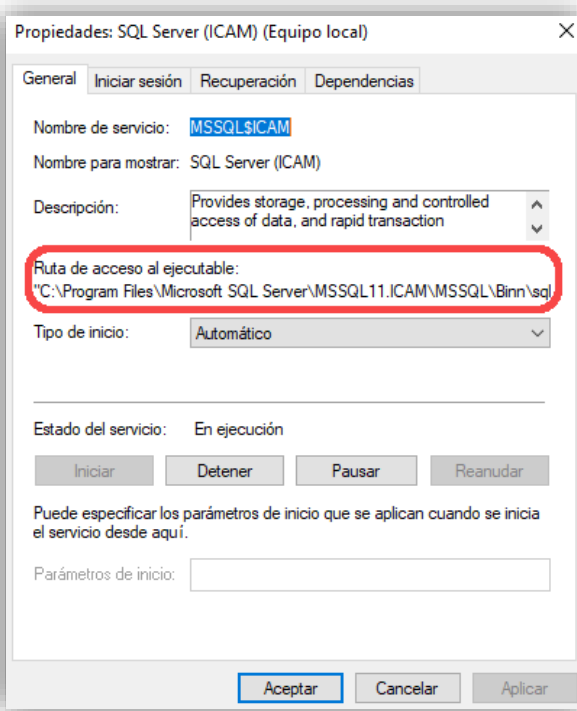 Propiedades: SQL Server (ICAM) (Equipo local)
General Iniciar sesión Recuperación Dependencias
Nombre de servicio: MSSQL$ICAM
Nombre para mostrar: SQL Server (ICAM)
Descripción: Provides storage, processing and controlled
access of data, and rapid transaction
Ruta de acceso al ejecutable:
"C:\Program Files\Microsoft SQL Server\MSSQL11.ICAM\MSSQL\Binn\sql
Tipo de inicio: Automático
Estado del servicio: En ejecución
Iniciar Detener Pausar Reanudar
Puede especificar los parámetros de inicio que se aplican cuando se inicia
el servicio desde aquí.
Parámetros de inicio:
Aceptar Cancelar Aplicar